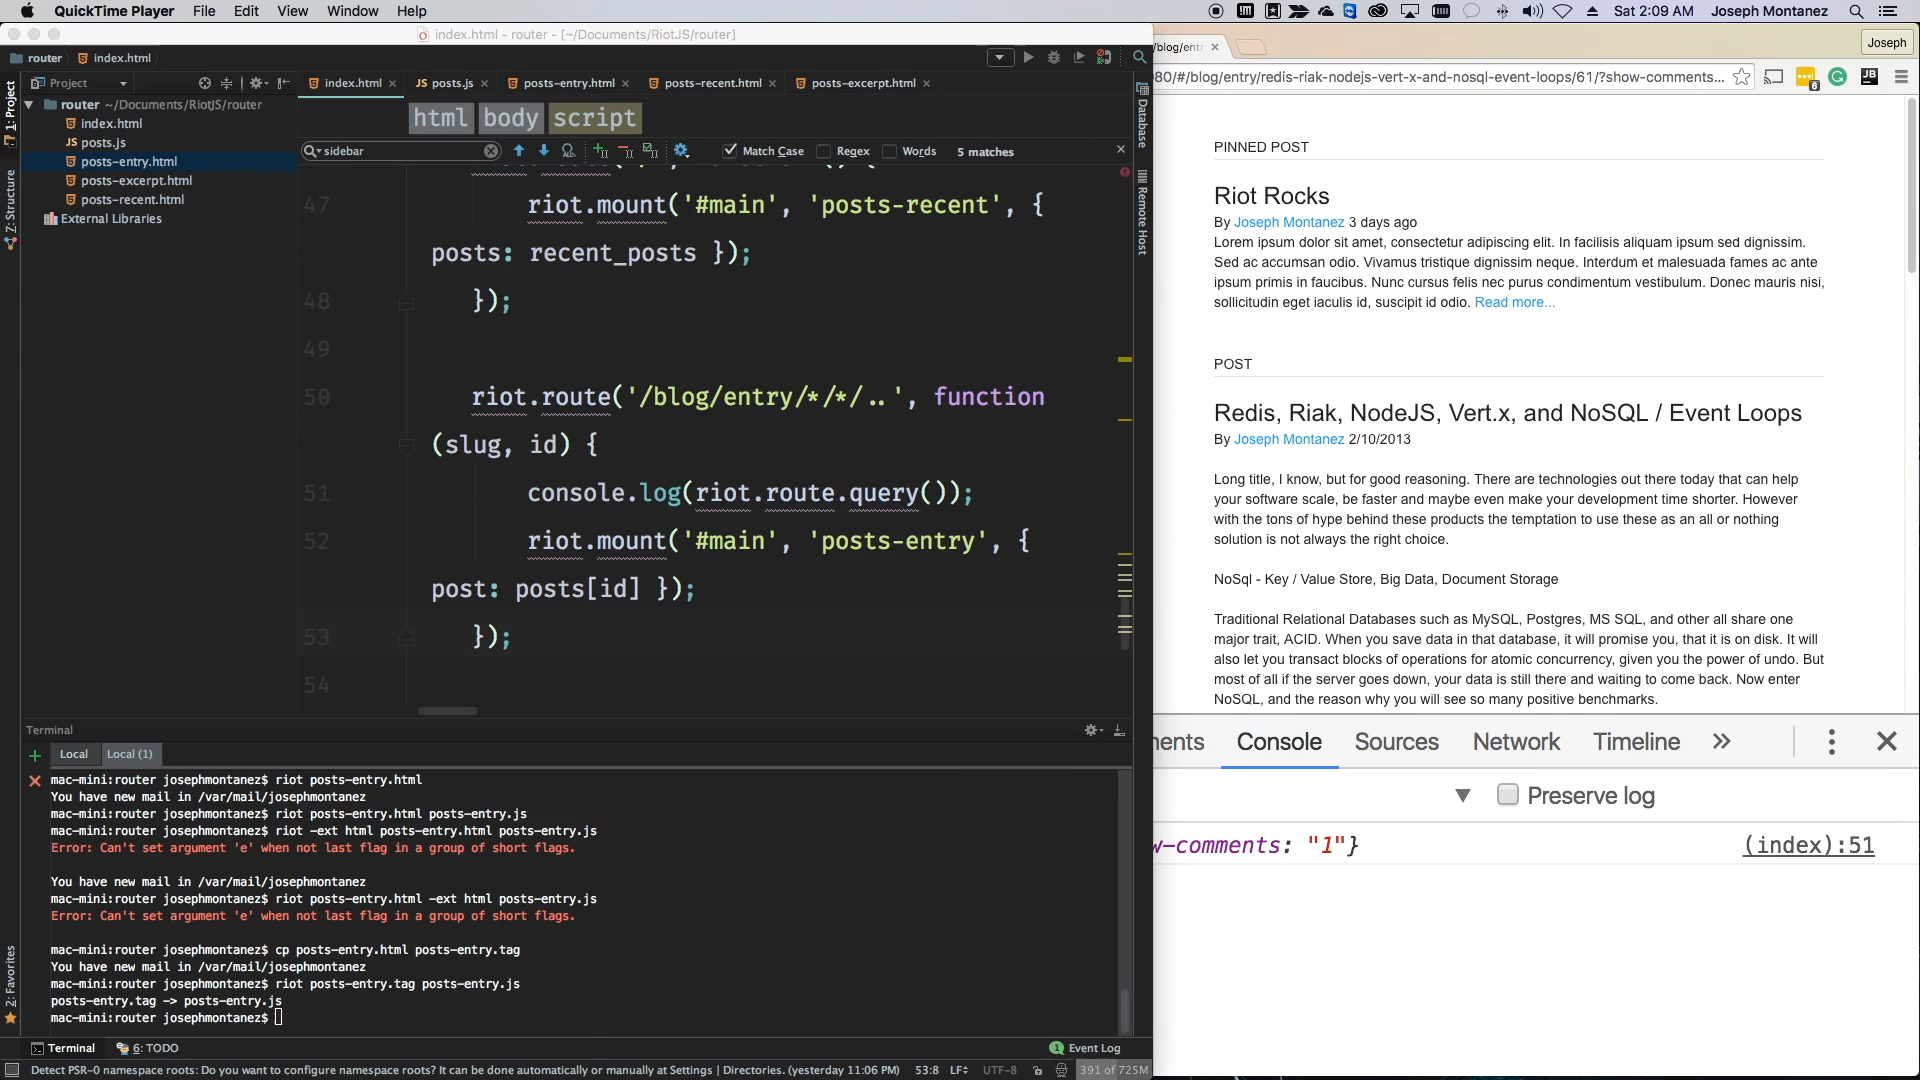 QuickTime Player File Edit View Window Help
Sat 2:09 AM Joseph Montanez
index.html - router - [~/Documents/RiotJS/router]
router index.html
Project
index.html posts.js posts-entry.html posts-recent.html posts-excerpt.html
1: Project
Z: Structure
2: Favorites
router ~/Documents/RiotJS/router
index.html
posts.js
posts-entry.html
posts-excerpt.html
posts-recent.html
External Libraries
html body script
sidebar
Match Case Regex Words 5 matches
47 riot.mount('#main', 'posts-recent', {
posts: recent_posts });
48 });
49
50 riot.route('/blog/entry/*/*/..', function
(slug, id) {
51 console.log(riot.route.query());
52 riot.mount('#main', 'posts-entry', {
post: posts[id] });
53 });
54
Database
Remote Host
Terminal
Local Local (1)
mac-mini:router josephmontanez$ riot posts-entry.html
You have new mail in /var/mail/josephmontanez
mac-mini:router josephmontanez$ riot posts-entry.html posts-entry.js
mac-mini:router josephmontanez$ riot -ext html posts-entry.html posts-entry.js
Error: Can't set argument 'e' when not last flag in a group of short flags.
You have new mail in /var/mail/josephmontanez
mac-mini:router josephmontanez$ riot posts-entry.html -ext html posts-entry.js
Error: Can't set argument 'e' when not last flag in a group of short flags.
mac-mini:router josephmontanez$ cp posts-entry.html posts-entry.tag
You have new mail in /var/mail/josephmontanez
mac-mini:router josephmontanez$ riot posts-entry.tag posts-entry.js
posts-entry.tag -> posts-entry.js
mac-mini:router josephmontanez$
Terminal 6: TODO
1 Event Log
Detect PSR-0 namespace roots: Do you want to configure namespace roots? It can be done automatically or manually at Settings | Directories. (yesterday 11:06 PM) 53:8 LF÷ UTF-8 391 of 725M
/blog/entr
Joseph
80/#/blog/entry/redis-riak-nodejs-vert-x-and-nosql-event-loops/61/?show-comments...
6
JB
PINNED POST
Riot Rocks
By Joseph Montanez 3 days ago
Lorem ipsum dolor sit amet, consectetur adipiscing elit. In facilisis aliquam ipsum sed dignissim.
Sed ac accumsan odio. Vivamus tristique dignissim neque. Interdum et malesuada fames ac ante
ipsum primis in faucibus. Nunc cursus felis nec purus condimentum vestibulum. Donec mauris nisi,
sollicitudin eget iaculis id, suscipit id odio. Read more...
POST
Redis, Riak, NodeJS, Vert.x, and NoSQL / Event Loops
By Joseph Montanez 2/10/2013
Long title, I know, but for good reasoning. There are technologies out there today that can help
your software scale, be faster and maybe even make your development time shorter. However
with the tons of hype behind these products the temptation to use these as an all or nothing
solution is not always the right choice.
NoSql - Key / Value Store, Big Data, Document Storage
Traditional Relational Databases such as MySQL, Postgres, MS SQL, and other all share one
major trait, ACID. When you save data in that database, it will promise you, that it is on disk. It will
also let you transact blocks of operations for atomic concurrency, given you the power of undo. But
most of all if the server goes down, your data is still there and waiting to come back. Now enter
NoSQL, and the reason why you will see so many positive benchmarks.
nents Console Sources Network Timeline
Preserve log
w-comments: "1"} (index):51